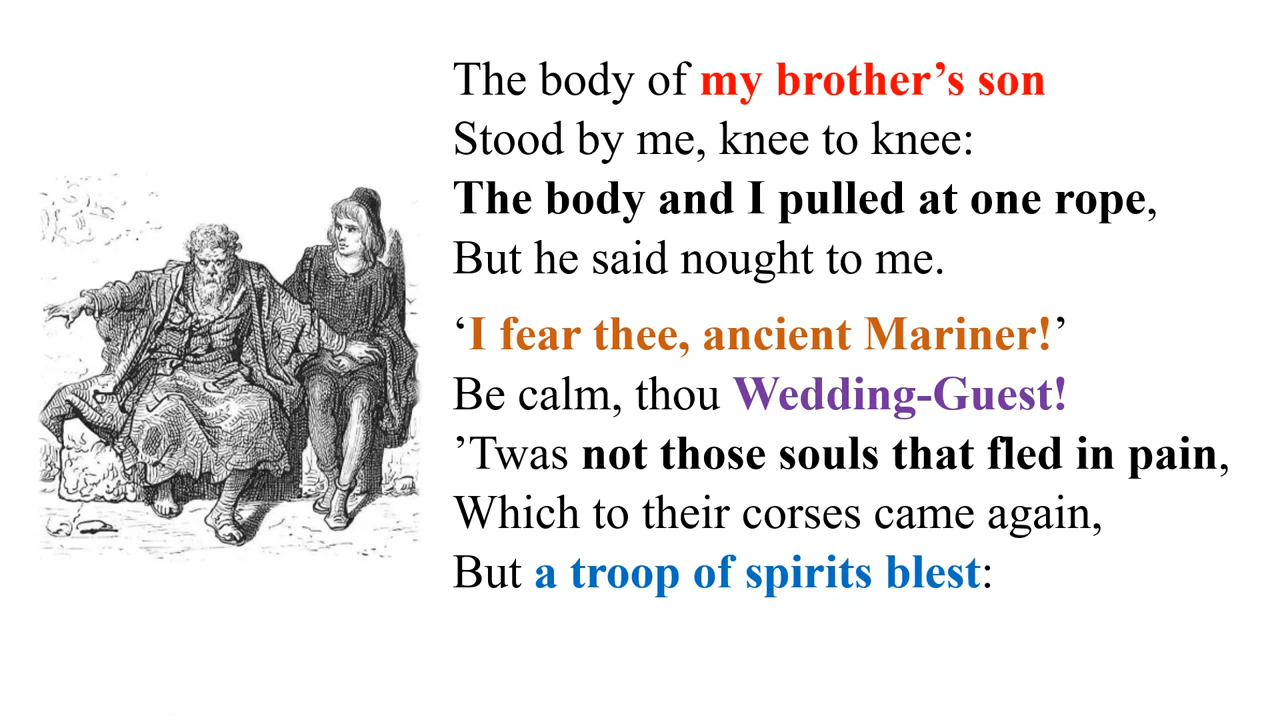 The body of my brother’s son
Stood by me, knee to knee:
The body and I pulled at one rope,
But he said nought to me.
‘I fear thee, ancient Mariner!’
Be calm, thou Wedding-Guest!
’Twas not those souls that fled in pain,
Which to their corses came again,
But a troop of spirits blest: